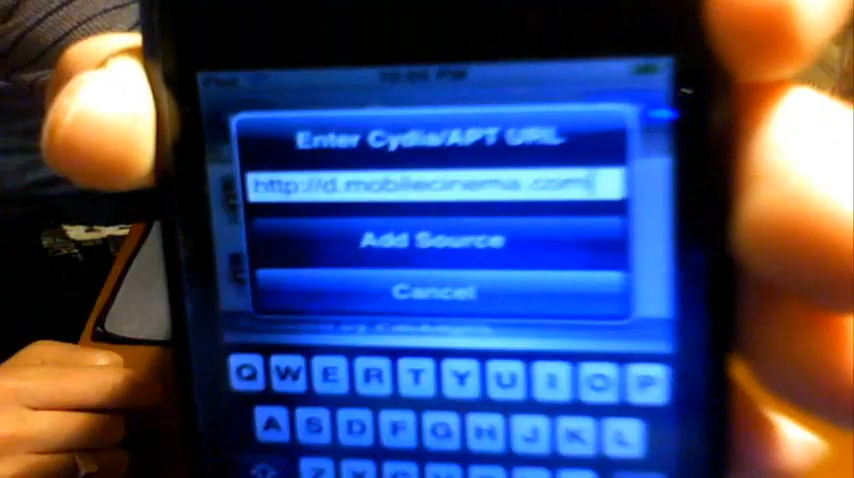 Enter Cydia/APT URL
http://d.mobilecinema.com
Add Source
Cancel
Q W E R T Y U I O P
A S D F G H J K L